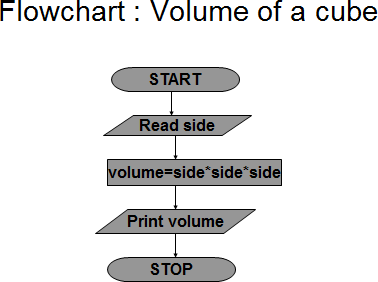 Flowchart : Volume of a cube
START
Read side
volume=side*side*side
Print volume
STOP